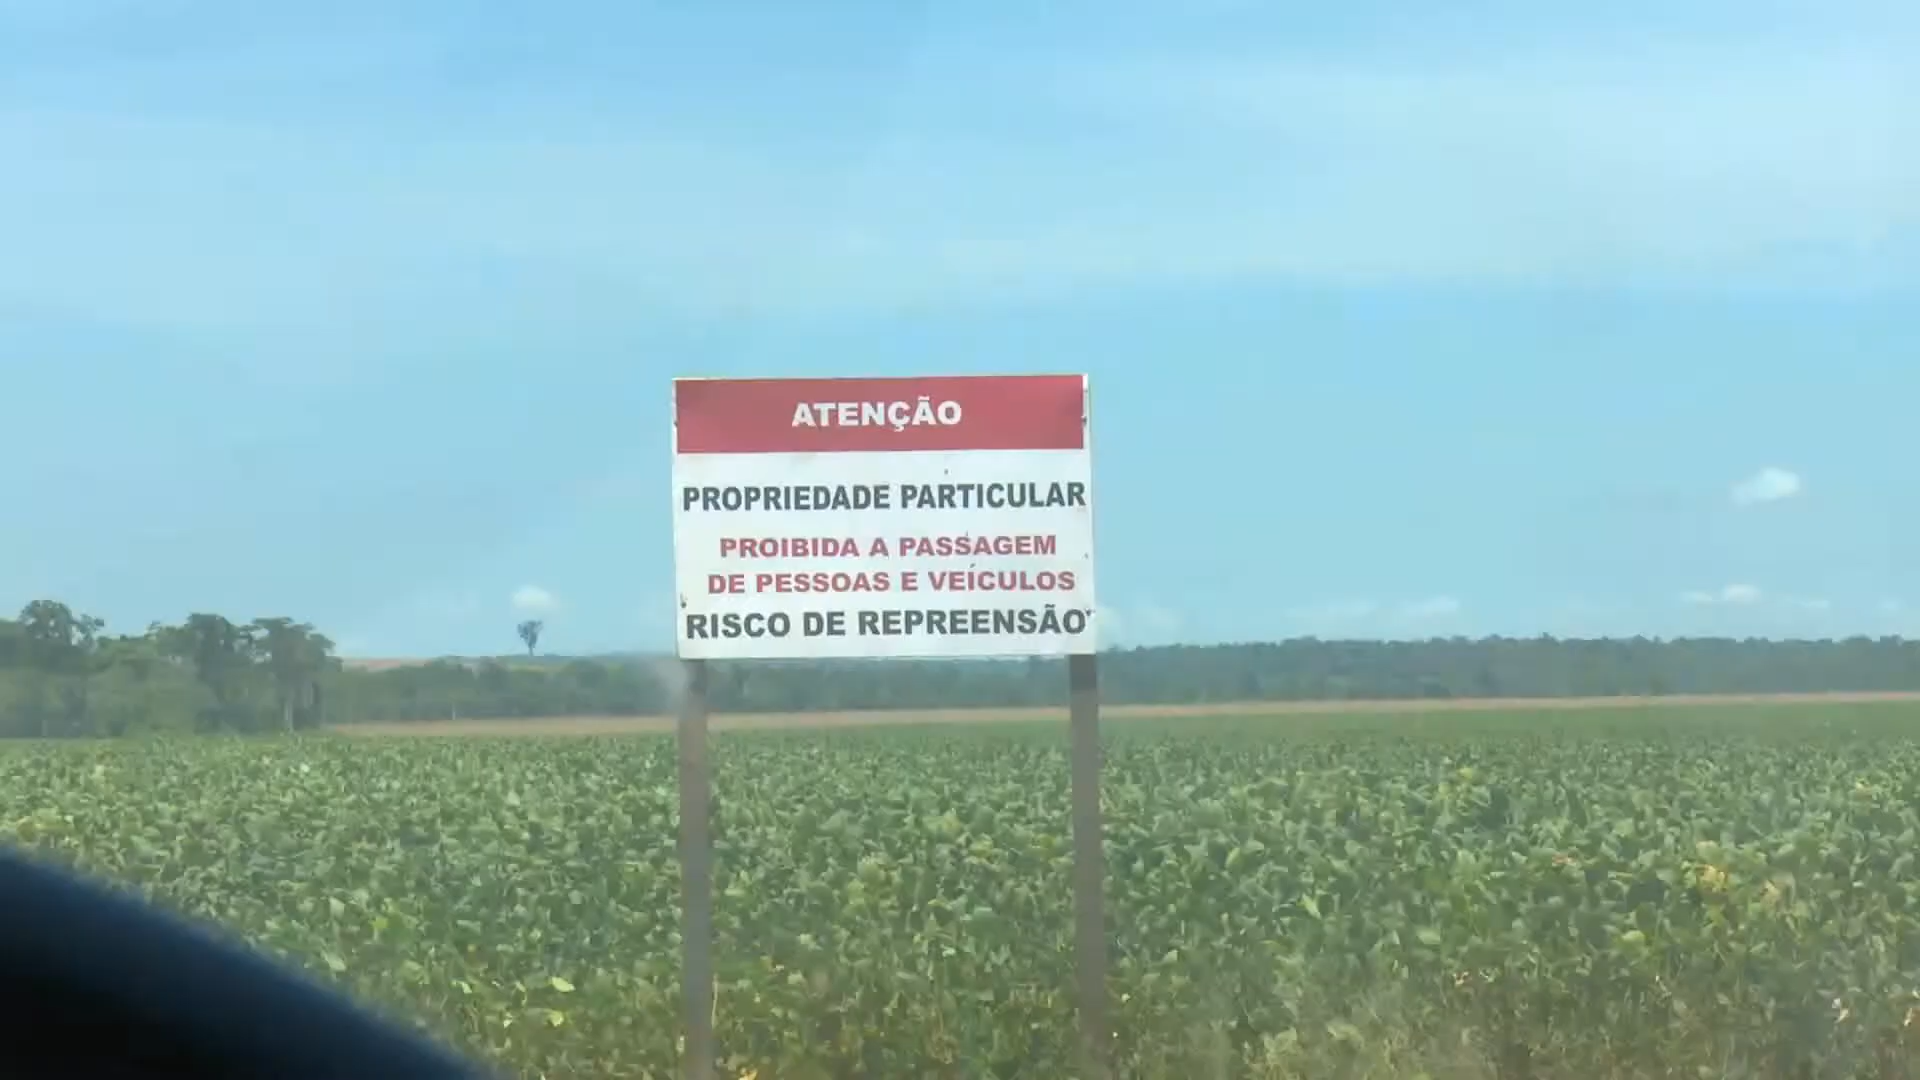 ATENÇÃO
PROPRIEDADE PARTICULAR
PROIBIDA A PASSAGEM
DE PESSOAS E VEÍCULOS
RISCO DE REPREENSÃO